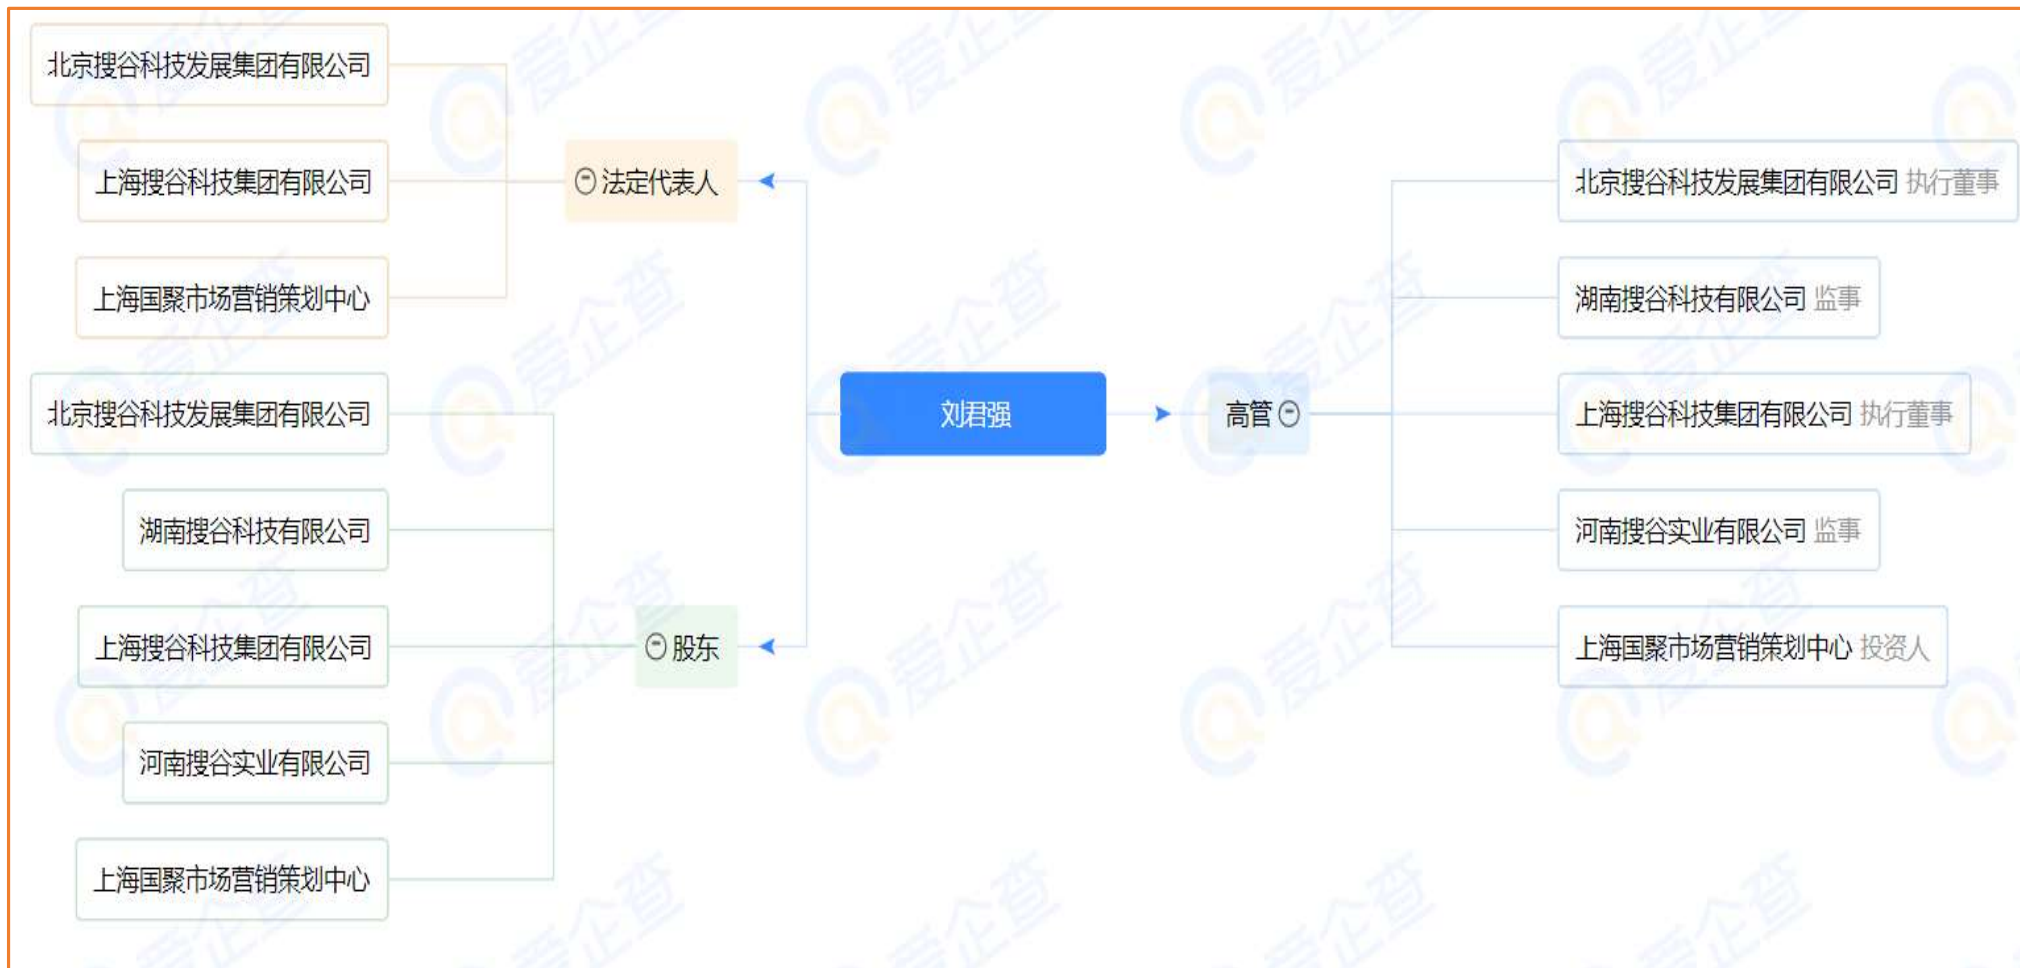 北京搜谷科技发展集团有限公司
上海搜谷科技集团有限公司
上海国聚市场营销策划中心
法定代表人
北京搜谷科技发展集团有限公司
湖南搜谷科技有限公司
上海搜谷科技集团有限公司
河南搜谷实业有限公司
上海国聚市场营销策划中心
股东
刘君强
高管
北京搜谷科技发展集团有限公司 执行董事
湖南搜谷科技有限公司 监事
上海搜谷科技集团有限公司 执行董事
河南搜谷实业有限公司 监事
上海国聚市场营销策划中心 投资人
爱企查